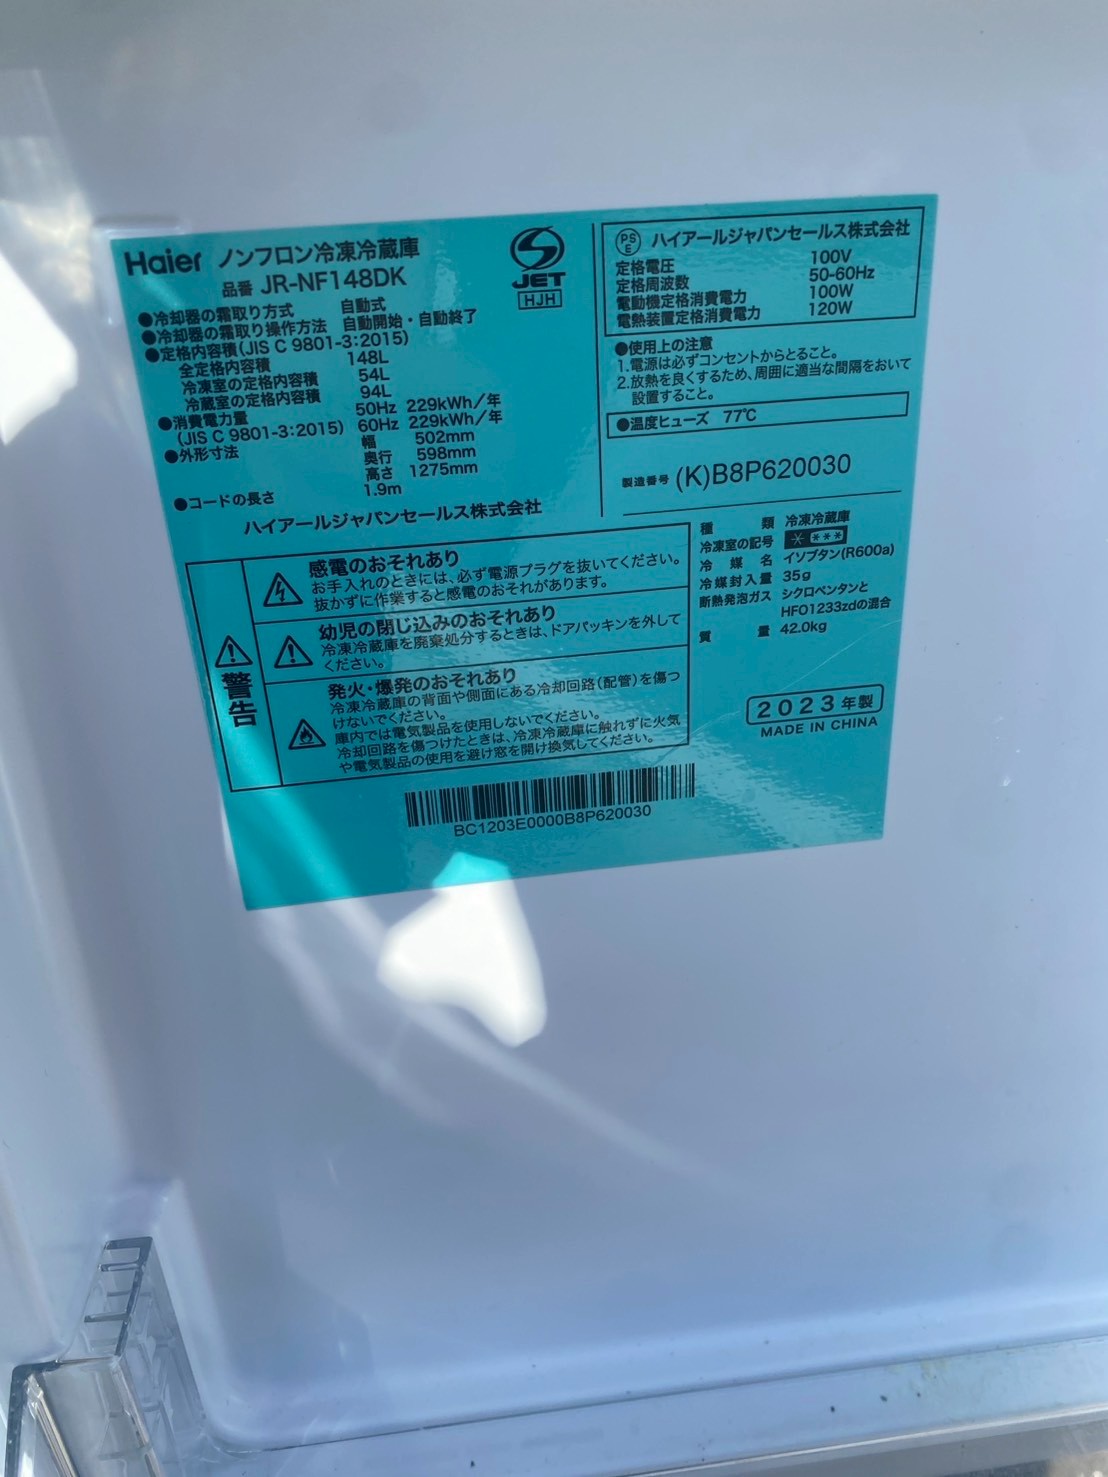 Haier ノンフロン冷凍冷蔵庫
品番 JR-NF148DK
●冷却器の霜取り方式 自動式
●冷却器の霜取り操作方法 自動開始・自動終了
●定格内容積(JIS C 9801-3:2015)
全定格内容積 148L
冷凍室の定格内容積 54L
冷蔵室の定格内容積 94L
●消費電力量 50Hz 229kWh/年
(JIS C 9801-3:2015) 60Hz 229kWh/年
●外形寸法 幅 502mm
奥行 598mm
高さ 1275mm
●コードの長さ 1.9m
ハイアールジャパンセールス株式会社
JET
HJH
PS
E
ハイアールジャパンセールス株式会社
定格電圧 100V
定格周波数 50-60Hz
電動機定格消費電力 100W
電熱装置定格消費電力 120W
●使用上の注意
1.電源は必ずコンセントからとること。
2.放熱を良くするため、周囲に適当な間隔をおいて
設置すること。
●温度ヒューズ 77℃
製造番号 (K)B8P620030
警告
感電のおそれあり
お手入れのときには、必ず電源プラグを抜いてください。
抜かずに作業すると感電のおそれがあります。
幼児の閉じ込みのおそれあり
冷凍冷蔵庫を廃棄処分するときは、ドアパッキンを外して
ください。
発火・爆発のおそれあり
冷凍冷蔵庫の背面や側面にある冷却回路(配管)を傷つ
けないでください。
庫内では電気製品を使用しないでください。
冷却回路を傷つけたときは、冷凍冷蔵庫に触れずに火気
や電気製品の使用を避け窓を開け換気してください。
種類 冷凍冷蔵庫
冷凍室の記号 ＊ ***
冷媒名 イソブタン(R600a)
冷媒封入量 35g
断熱発泡ガス シクロペンタンと
HFO1233zdの混合
質量 42.0kg
2023年製
MADE IN CHINA
BC1203E0000B8P620030